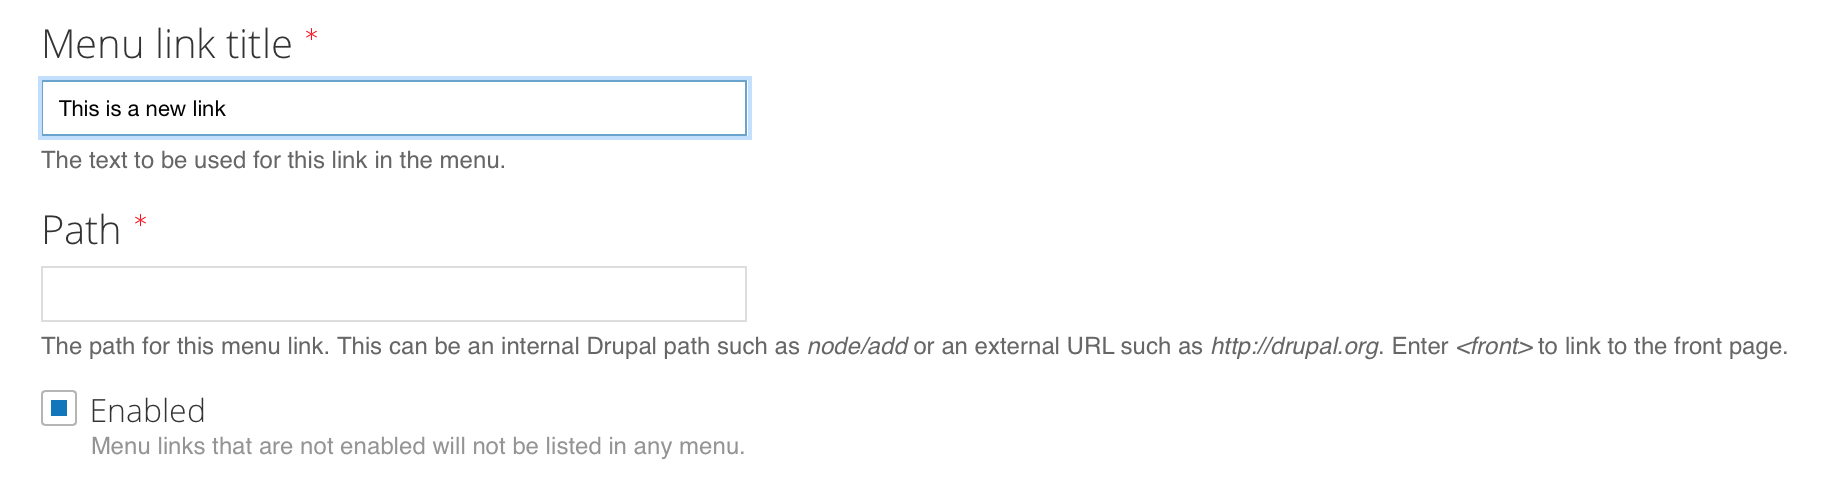 Menu link title *
This is a new link
The text to be used for this link in the menu.
Path *
The path for this menu link. This can be an internal Drupal path such as node/add or an external URL such as http://drupal.org. Enter <front> to link to the front page.
Enabled
Menu links that are not enabled will not be listed in any menu.